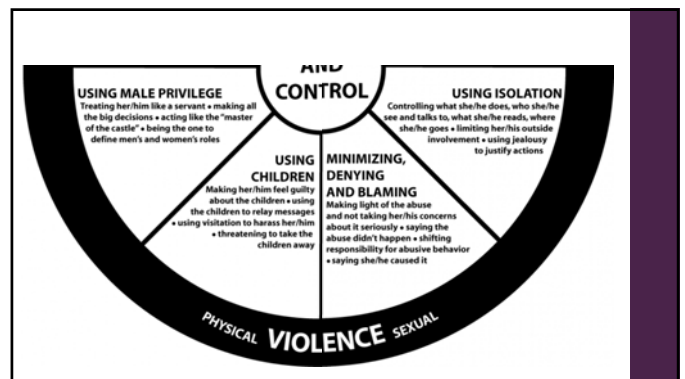 AND
CONTROL
USING MALE PRIVILEGE
Treating her/him like a servant • making all
the big decisions • acting like the "master
of the castle" • being the one to
define men's and women's roles
USING ISOLATION
Controlling what she/he does, who she/he
see and talks to, what she/he reads, where
she/he goes • limiting her/his outside
involvement • using jealousy
to justify actions
USING
CHILDREN
Making her/him feel guilty
about the children • using
the children to relay messages
• using visitation to harass her/him
• threatening to take the
children away
MINIMIZING,
DENYING
AND BLAMING
Making light of the abuse
and not taking her/his concerns
about it seriously • saying the
abuse didn't happen • shifting
responsibility for abusive behavior
• saying she/he caused it
PHYSICAL VIOLENCE SEXUAL